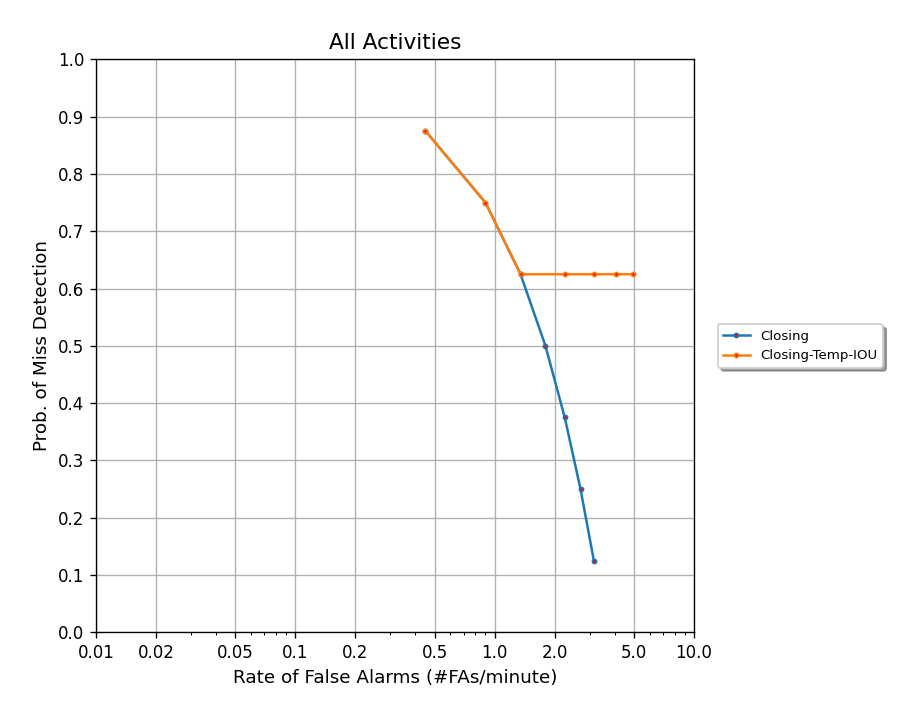 All Activities
1.0
0.9
0.8
0.7
0.6
0.5
0.4
0.3
0.2
0.1
0.0
Prob. of Miss Detection
0.01 0.02 0.05 0.1 0.2 0.5 1.0 2.0 5.0 10.0
Rate of False Alarms (#FAs/minute)
Closing
Closing-Temp-IOU